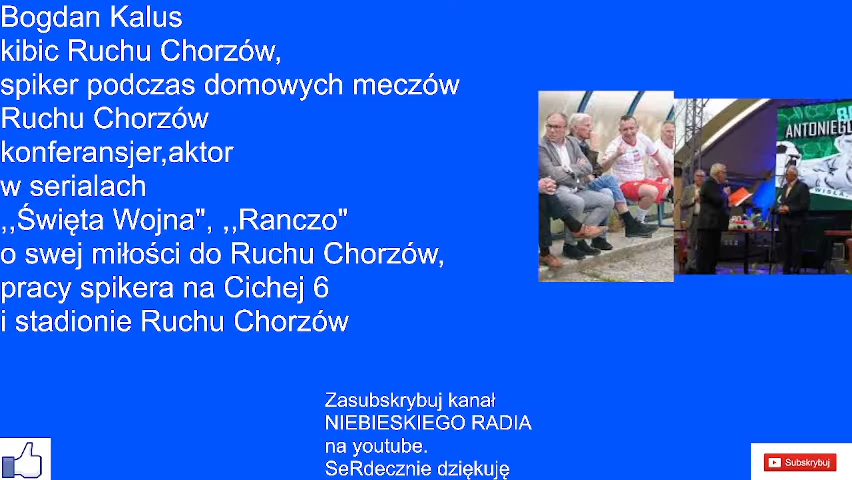 Bogdan Kalus
kibic Ruchu Chorzów,
spiker podczas domowych meczów
Ruchu Chorzów
konferansjer,aktor
w serialach
,,Święta Wojna", ,,Ranczo"
o swej miłości do Ruchu Chorzów,
pracy spikera na Cichej 6
i stadionie Ruchu Chorzów
ANTONIEGO
WISŁA,
Zasubskrybuj kanał
NIEBIESKIEGO RADIA
na youtube.
SeRdecznie dziękuję
Subskrybuj